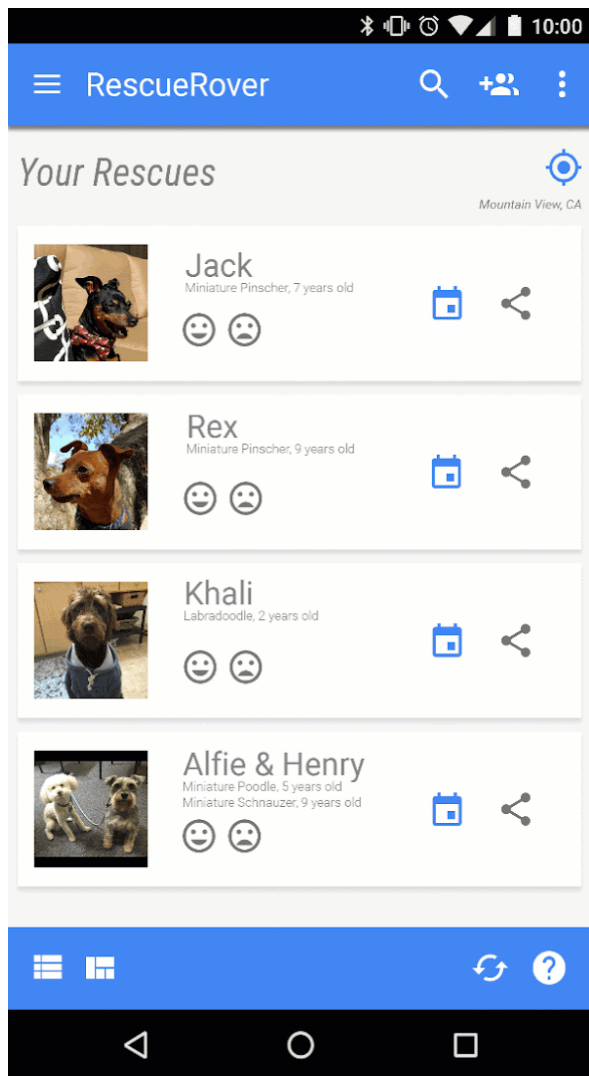 10:00
RescueRover
Your Rescues
Mountain View, CA
Jack
Miniature Pinscher, 7 years old
Rex
Miniature Pinscher, 9 years old
Khali
Labradoodle, 2 years old
Alfie & Henry
Miniature Poodle, 5 years old
Miniature Schnauzer, 9 years old